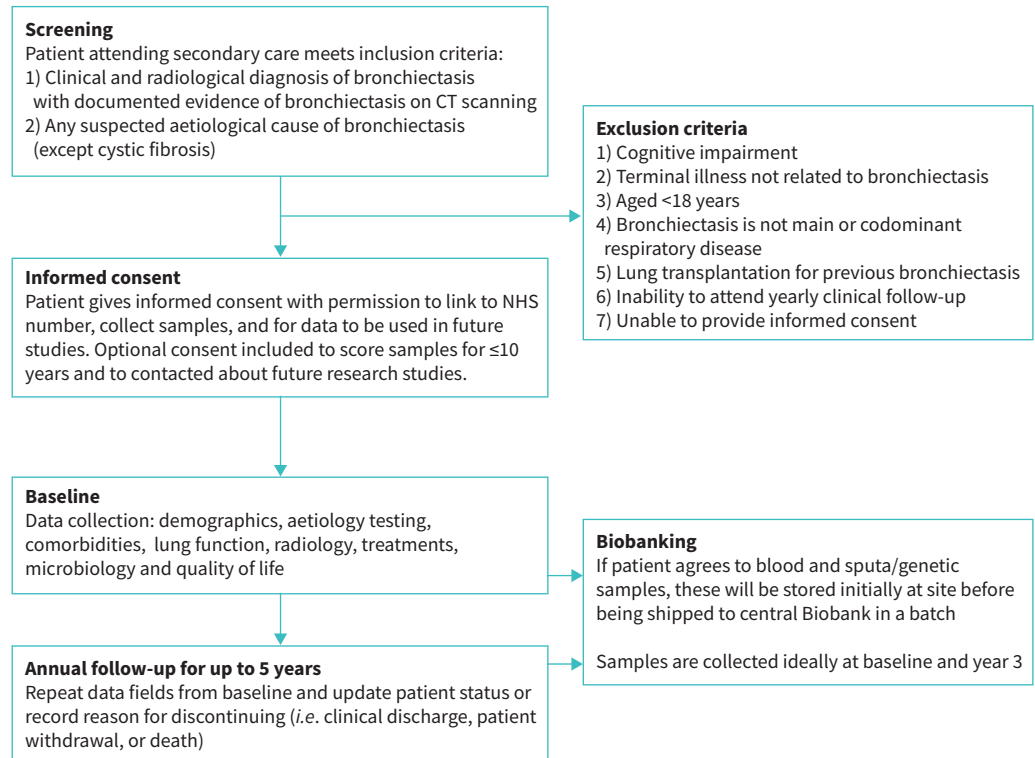 Screening
Patient attending secondary care meets inclusion criteria:
1) Clinical and radiological diagnosis of bronchiectasis
with documented evidence of bronchiectasis on CT scanning
2) Any suspected aetiological cause of bronchiectasis
(except cystic fibrosis)
Exclusion criteria
1) Cognitive impairment
2) Terminal illness not related to bronchiectasis
3) Aged <18 years
4) Bronchiectasis is not main or codominant
respiratory disease
5) Lung transplantation for previous bronchiectasis
6) Inability to attend yearly clinical follow-up
7) Unable to provide informed consent
Informed consent
Patient gives informed consent with permission to link to NHS
number, collect samples, and for data to be used in future
studies. Optional consent included to score samples for ≤10
years and to contacted about future research studies.
Baseline
Data collection: demographics, aetiology testing,
comorbidities, lung function, radiology, treatments,
microbiology and quality of life
Biobanking
If patient agrees to blood and sputa/genetic
samples, these will be stored initially at site before
being shipped to central Biobank in a batch
Samples are collected ideally at baseline and year 3
Annual follow-up for up to 5 years
Repeat data fields from baseline and update patient status or
record reason for discontinuing (i.e. clinical discharge, patient
withdrawal, or death)